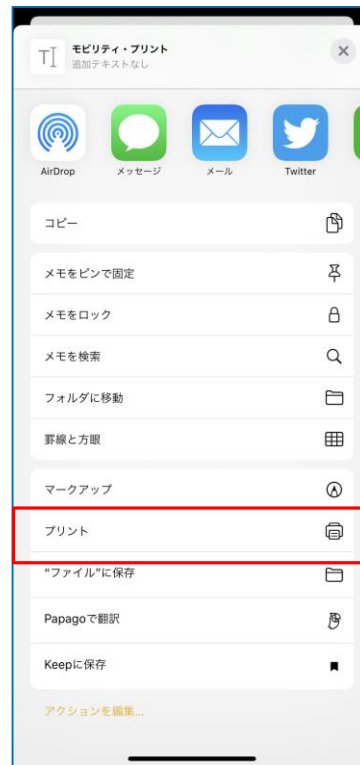 モビリティ・プリント
追加テキストなし
AirDrop メッセージ メール Twitter
コピー
メモをピンで固定
メモをロック
メモを検索
フォルダに移動
罫線と方眼
マークアップ
プリント
"ファイル"に保存
Papagoで翻訳
Keepに保存
アクションを編集...